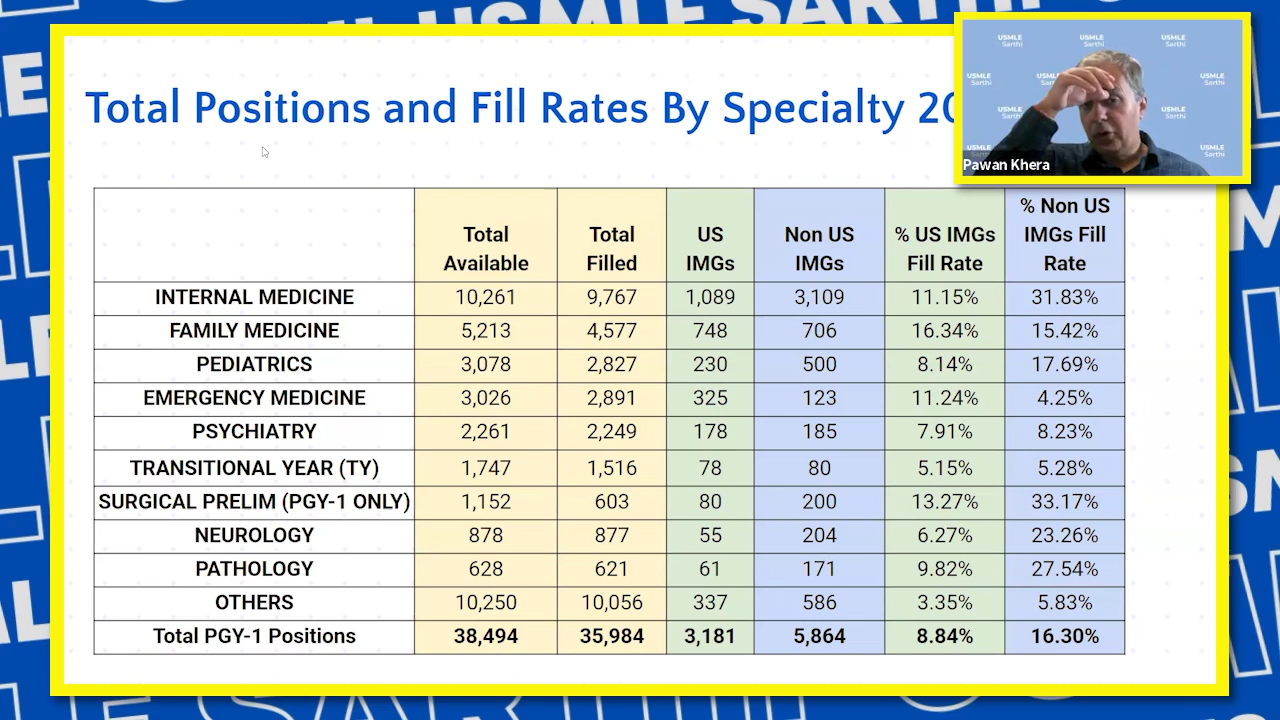 USMLE SARTHI
Total Positions and Fill Rates By Specialty 20
USMLE Sarthi
Pawan Khera
Total Available | Total Filled | US IMGs | Non US IMGs | % US IMGs Fill Rate | % Non US IMGs Fill Rate
INTERNAL MEDICINE 10,261 9,767 1,089 3,109 11.15% 31.83%
FAMILY MEDICINE 5,213 4,577 748 706 16.34% 15.42%
PEDIATRICS 3,078 2,827 230 500 8.14% 17.69%
EMERGENCY MEDICINE 3,026 2,891 325 123 11.24% 4.25%
PSYCHIATRY 2,261 2,249 178 185 7.91% 8.23%
TRANSITIONAL YEAR (TY) 1,747 1,516 78 80 5.15% 5.28%
SURGICAL PRELIM (PGY-1 ONLY) 1,152 603 80 200 13.27% 33.17%
NEUROLOGY 878 877 55 204 6.27% 23.26%
PATHOLOGY 628 621 61 171 9.82% 27.54%
OTHERS 10,250 10,056 337 586 3.35% 5.83%
Total PGY-1 Positions 38,494 35,984 3,181 5,864 8.84% 16.30%